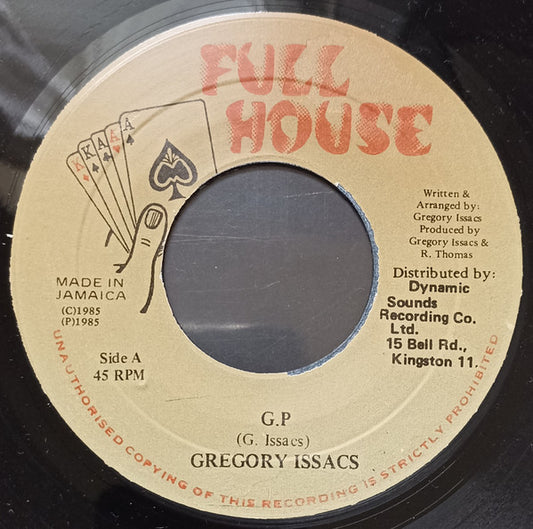 FULL
HOUSE
K K A A A
Written &
Arranged by:
Gregory Issacs
Produced by
Gregory Issacs &
R. Thomas
Distributed by:
Dynamic
Sounds
Recording Co.
Ltd.
15 Bell Rd.,
Kingston 11.
MADE IN
JAMAICA
(C)1985
(P)1985
Side A
45 RPM
G.P
(G. Issacs)
GREGORY ISSACS
UNAUTHORISED COPYING OF THIS RECORDING IS STRICTLY PROHIBITED